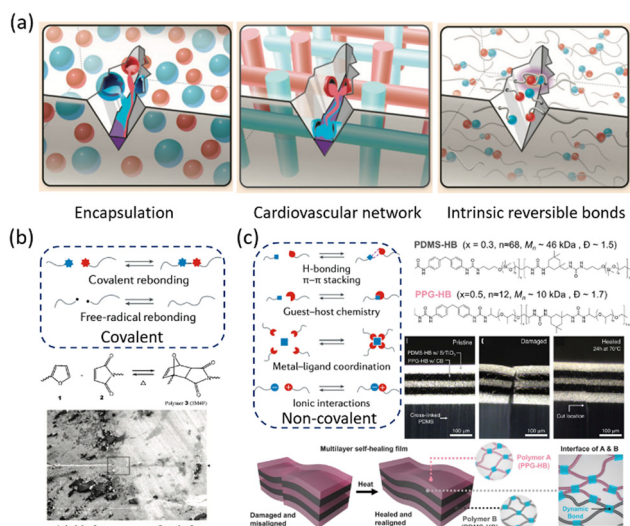 (a)
Encapsulation
Cardiovascular network
Intrinsic reversible bonds
(b)
Covalent rebonding
Free-radical rebonding
Covalent
1
2
Δ
Polymer 3 (3M4F)
(c)
H-bonding
π−π stacking
Guest–host chemistry
Metal–ligand coordination
Ionic interactions
Non-covalent
PDMS-HB (x = 0.3, n≈68, Mn ~ 46 kDa , Đ ~ 1.5)
PPG-HB (x=0.5, n≈12, Mn ~ 10 kDa , Đ ~ 1.7)
Pristine
PDMS-HB w/ SrTiO3
PPG-HB w/ CB
Cross-linked
PDMS
100 μm
Damaged
100 μm
Healed
24h at 70°C
Cut location
100 μm
Multilayer self-healing film
Damaged and
misaligned
Heat
Healed and
realigned
Polymer A
(PPG-HB)
Polymer B
Interface of A & B
Dynamic
Bond